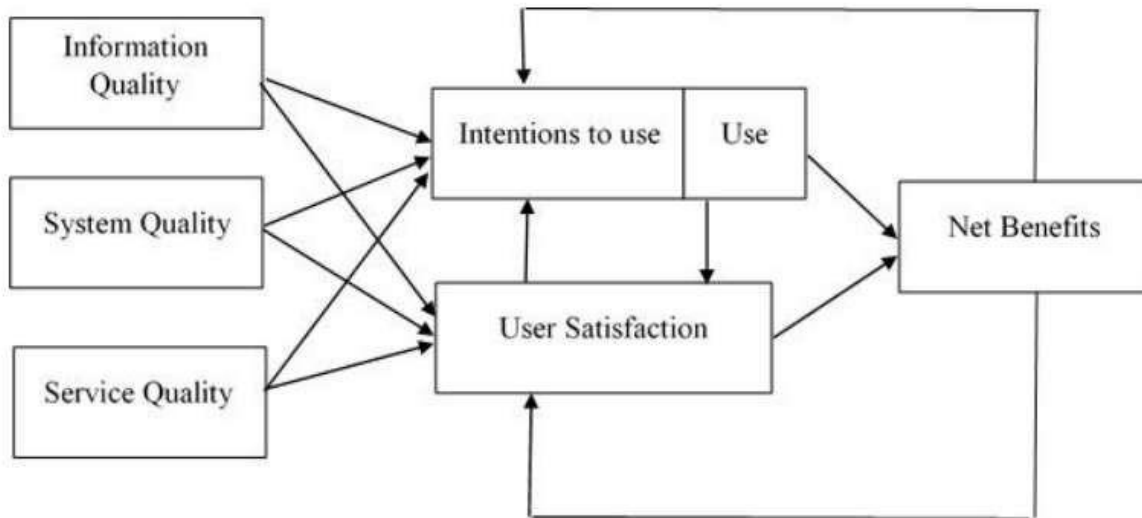 Information
Quality
Intentions to use
Use
System Quality
Net Benefits
User Satisfaction
Service Quality